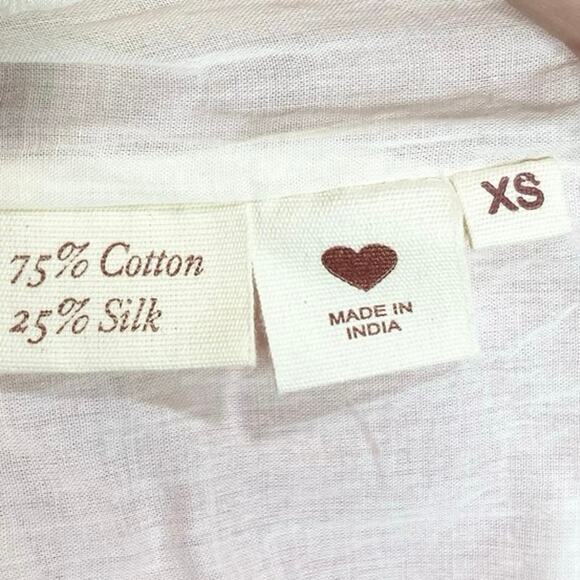 75% Cotton
25% Silk
MADE IN
INDIA
XS